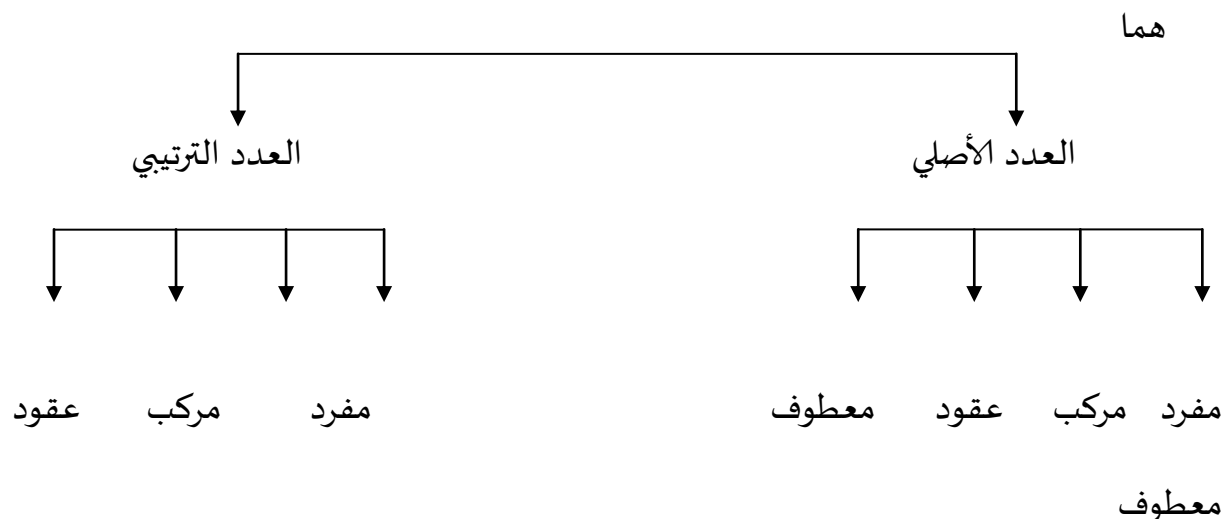 هما
العدد الأصلي العدد الترتيبي
مفرد مركب عقود معطوف مفرد مركب عقود
معطوف